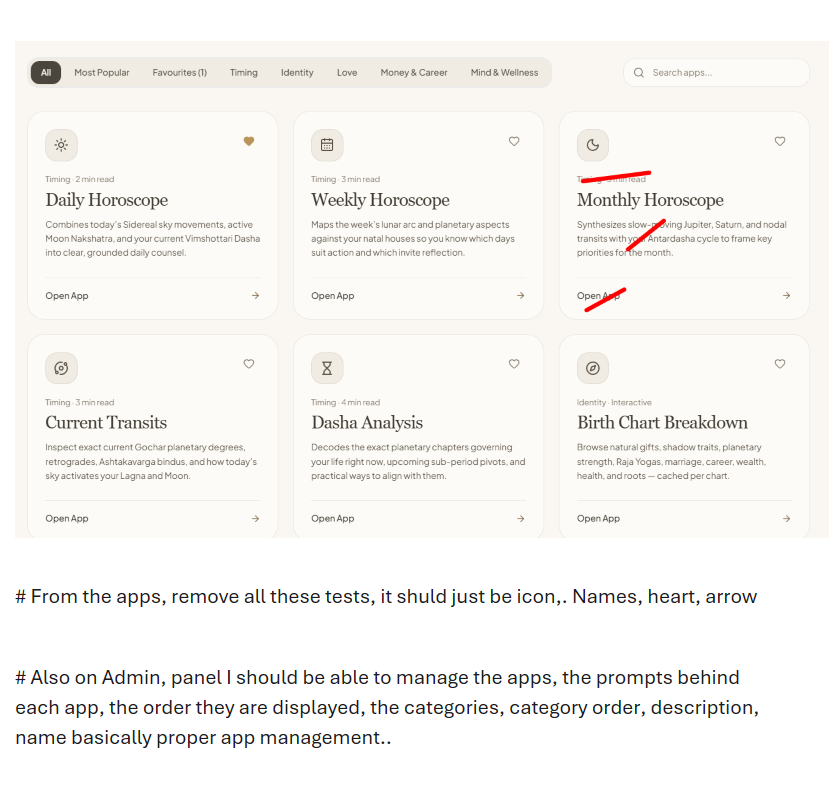 All Most Popular Favourites (1) Timing Identity Love Money & Career Mind & Wellness Search apps...
Timing · 2 min read
Daily Horoscope
Combines today's Sidereal sky movements, active
Moon Nakshatra, and your current Vimshottari Dasha
into clear, grounded daily counsel.
Open App
Timing · 3 min read
Weekly Horoscope
Maps the week's lunar arc and planetary aspects
against your natal houses so you know which days
suit action and which invite reflection.
Open App
read
Monthly Horoscope
Synthesizes slow-moving Jupiter, Saturn, and nodal
transits with your Antardasha cycle to frame key
priorities for the month.
Open App
Timing · 3 min read
Current Transits
Inspect exact current Gochar planetary degrees,
retrogrades, Ashtakavarga bindus, and how today's
sky activates your Lagna and Moon.
Open App
Timing · 4 min read
Dasha Analysis
Decodes the exact planetary chapters governing
your life right now, upcoming sub-period pivots, and
practical ways to align with them.
Open App
Identity · Interactive
Birth Chart Breakdown
Browse natural gifts, shadow traits, planetary
strength, Raja Yogas, marriage, career, wealth,
health, and roots — cached per chart.
Open App
# From the apps, remove all these tests, it shuld just be icon,. Names, heart, arrow
# Also on Admin, panel I should be able to manage the apps, the prompts behind
each app, the order they are displayed, the categories, category order, description,
name basically proper app management..